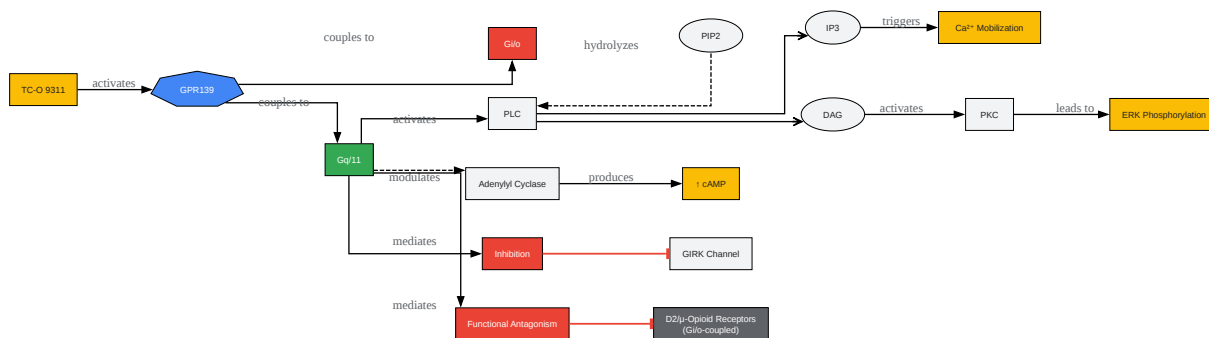 TC-O 9311
activates
GPR139
couples to
couples to
Gi/o
Gq/11
activates
modulates
mediates
mediates
hydrolyzes
PIP2
PLC
IP3
triggers
Ca²⁺ Mobilization
DAG
activates
PKC
leads to
ERK Phosphorylation
Adenylyl Cyclase
produces
↑ cAMP
Inhibition
GIRK Channel
Functional Antagonism
D2/μ-Opioid Receptors
(Gi/o-coupled)